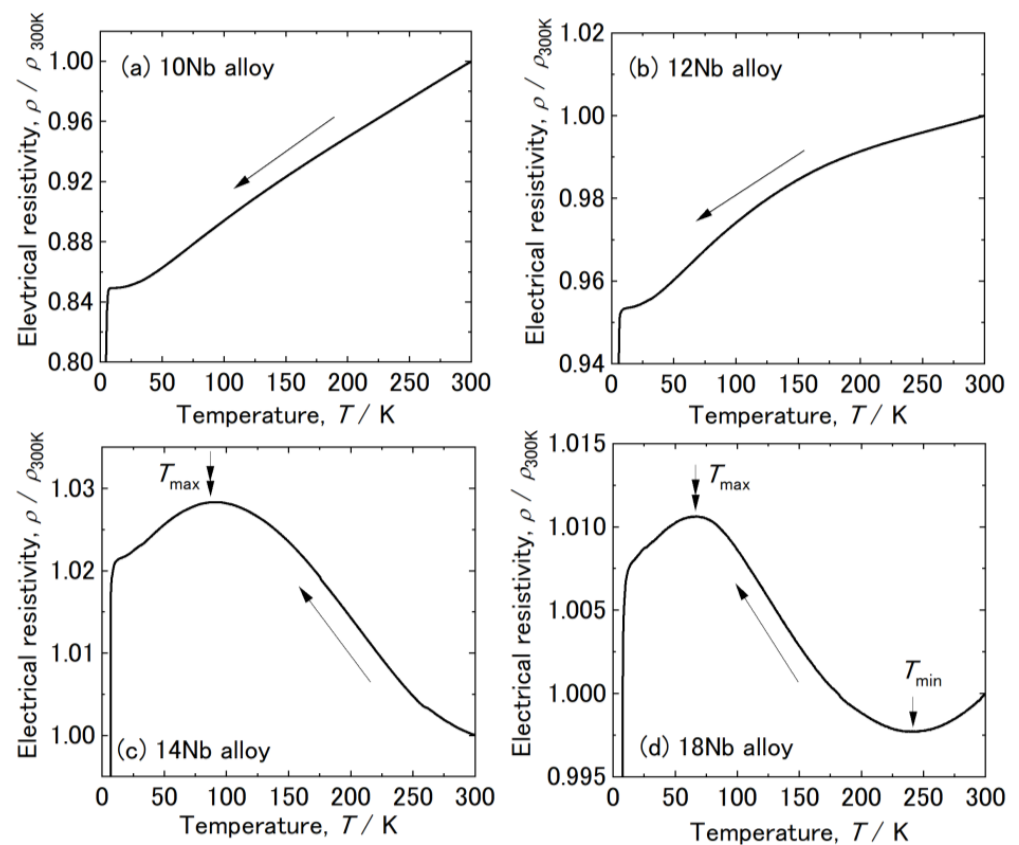 Elevtrical resistivity, ρ / ρ300K
1.00
0.96
0.92
0.88
0.84
0.80
(a) 10Nb alloy
0 50 100 150 200 250 300
Temperature, T / K
Electrical resistivity, ρ / ρ300K
1.02
1.00
0.98
0.96
0.94
(b) 12Nb alloy
0 50 100 150 200 250 300
Temperature, T / K
Electrical resistivity, ρ / ρ300K
1.03
1.02
1.01
1.00
Tmax
(c) 14Nb alloy
0 50 100 150 200 250 300
Temperature, T / K
Electrical resistivity, ρ / ρ300K
1.015
1.010
1.005
1.000
0.995
Tmax
Tmin
(d) 18Nb alloy
0 50 100 150 200 250 300
Temperature, T / K